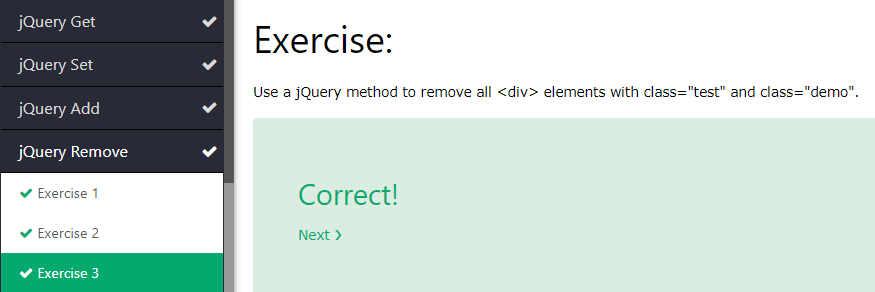 jQuery Get
jQuery Set
jQuery Add
jQuery Remove
Exercise 1
Exercise 2
Exercise 3
Exercise:
Use a jQuery method to remove all <div> elements with class="test" and class="demo".
Correct!
Next ❯